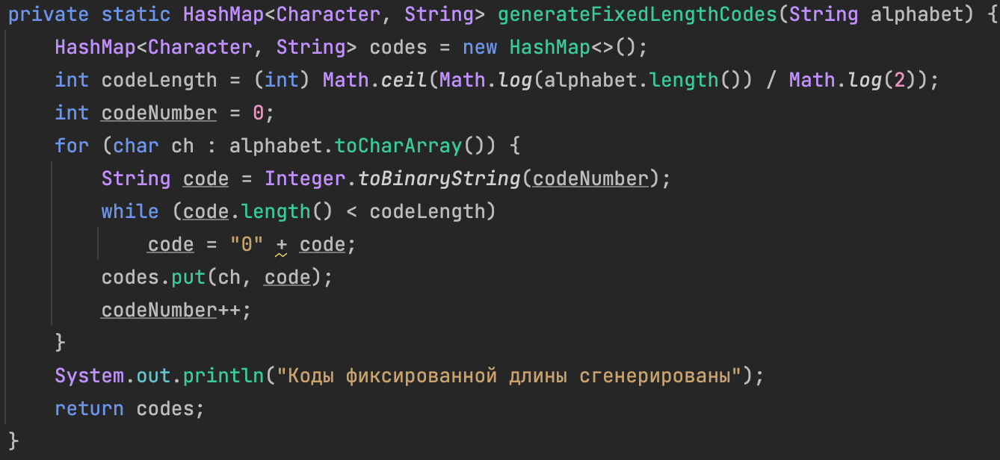 private static HashMap<Character, String> generateFixedLengthCodes(String alphabet) {
    HashMap<Character, String> codes = new HashMap<>();
    int codeLength = (int) Math.ceil(Math.log(alphabet.length()) / Math.log(2));
    int codeNumber = 0;
    for (char ch : alphabet.toCharArray()) {
        String code = Integer.toBinaryString(codeNumber);
        while (code.length() < codeLength)
            code = "0" + code;
        codes.put(ch, code);
        codeNumber++;
    }
    System.out.println("Коды фиксированной длины сгенерированы");
    return codes;
}